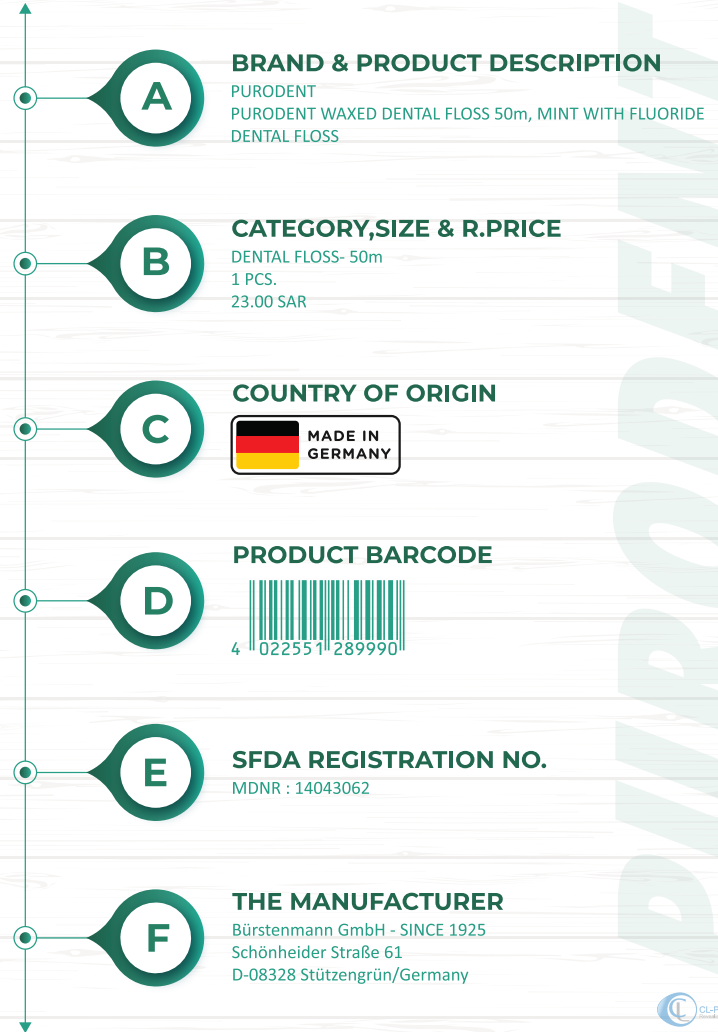 A
BRAND & PRODUCT DESCRIPTION
PURODENT
PURODENT WAXED DENTAL FLOSS 50m, MINT WITH FLUORIDE
DENTAL FLOSS
B
CATEGORY,SIZE & R.PRICE
DENTAL FLOSS- 50m
1 PCS.
23.00 SAR
C
COUNTRY OF ORIGIN
MADE IN
GERMANY
D
PRODUCT BARCODE
4 022551 289990
E
SFDA REGISTRATION NO.
MDNR : 14043062
F
THE MANUFACTURER
Bürstenmann GmbH - SINCE 1925
Schönheider Straße 61
D-08328 Stützengrün/Germany
PURODENT